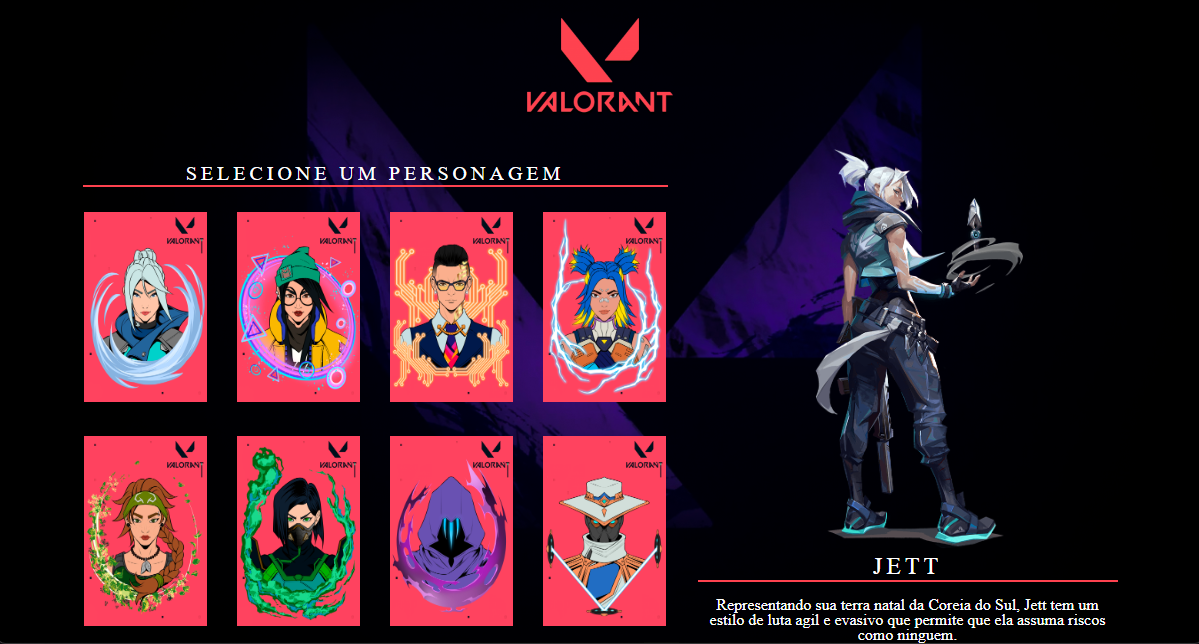 VALORANT
SELECIONE UM PERSONAGEM
VALORANT
VALORANT
VALORANT
VALORANT
VALORANT
VALORANT
VALORANT
VALORANT
JETT
Representando sua terra natal da Coreia do Sul, Jett tem um
estilo de luta agil e evasivo que permite que ela assuma riscos
como ninguem.